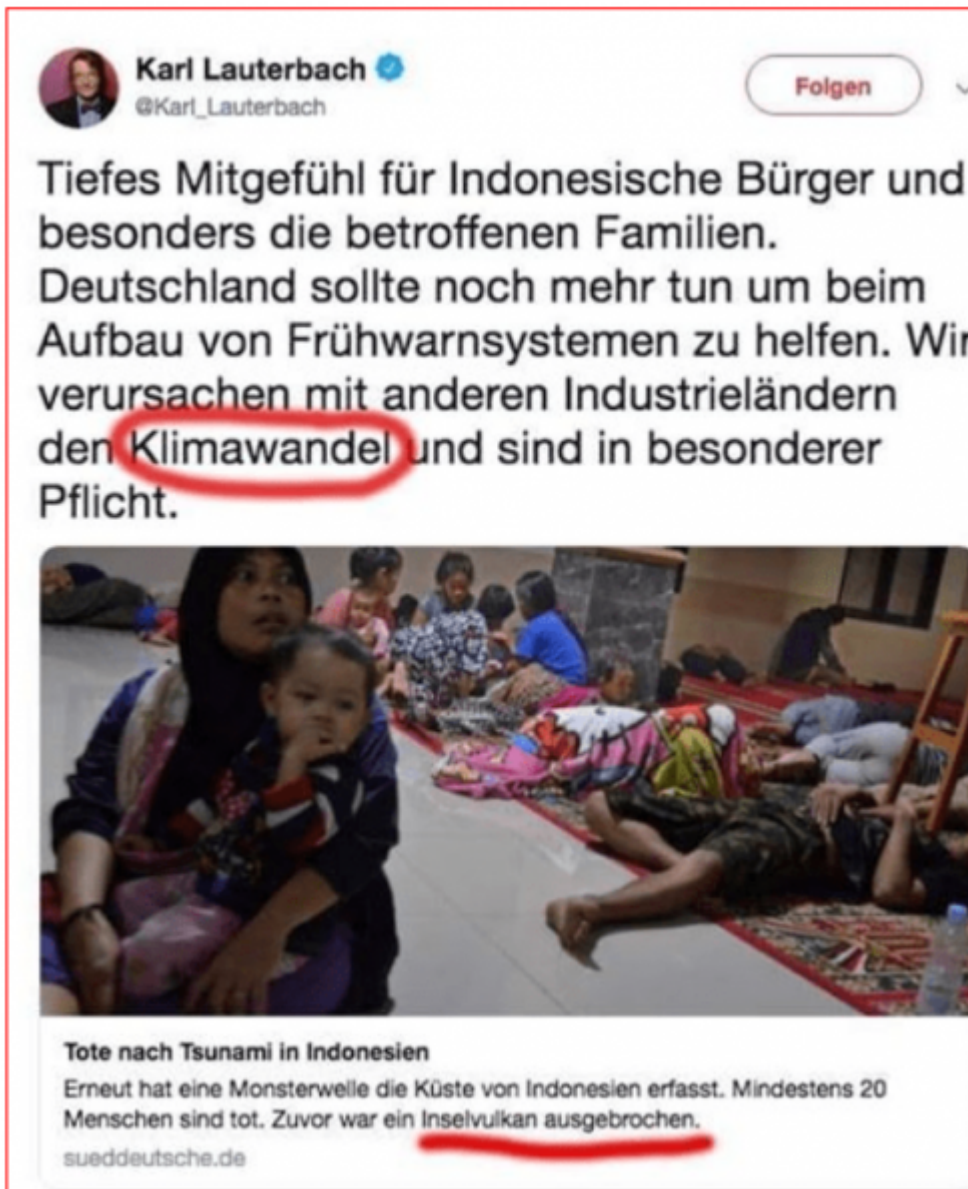 Karl Lauterbach
@Karl_Lauterbach
Folgen
Tiefes Mitgefühl für Indonesische Bürger und
besonders die betroffenen Familien.
Deutschland sollte noch mehr tun um beim
Aufbau von Frühwarnsystemen zu helfen. Wir
verursachen mit anderen Industrieländern
den Klimawandel und sind in besonderer
Pflicht.
Tote nach Tsunami in Indonesien
Erneut hat eine Monsterwelle die Küste von Indonesien erfasst. Mindestens 20
Menschen sind tot. Zuvor war ein Inselvulkan ausgebrochen.
sueddeutsche.de